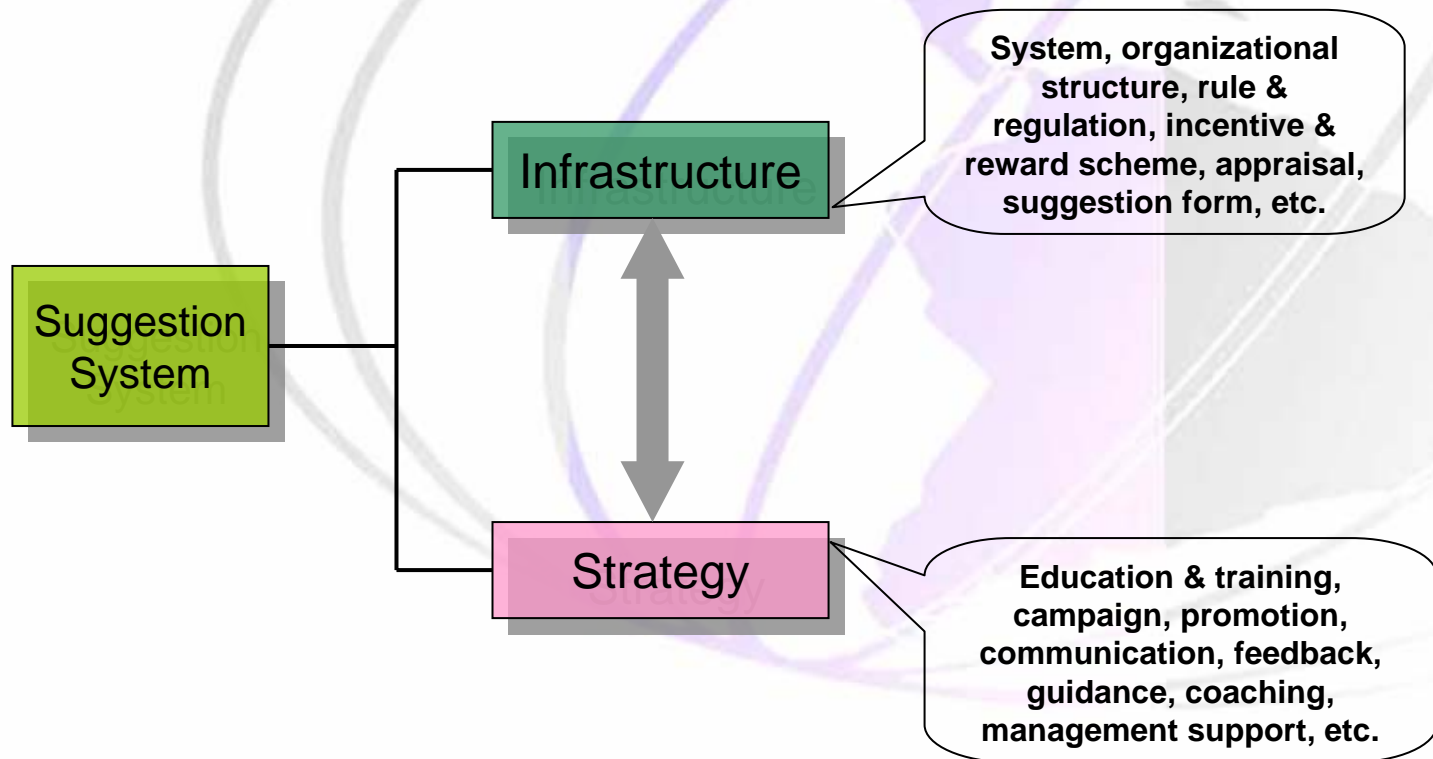 System, organizational
structure, rule &
regulation, incentive &
reward scheme, appraisal,
suggestion form, etc.
Infrastructure
Suggestion
System
Strategy
Education & training,
campaign, promotion,
communication, feedback,
guidance, coaching,
management support, etc.